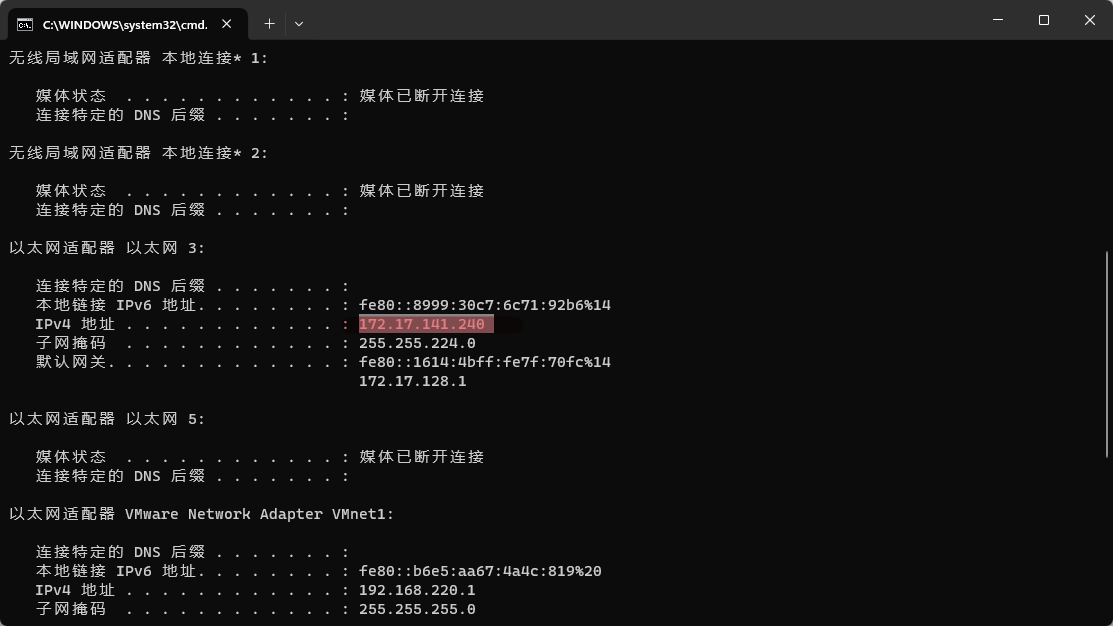 C:\WINDOWS\system32\cmd.
无线局域网适配器 本地连接* 1:
媒体状态  . . . . . . . . . . . . : 媒体已断开连接
连接特定的 DNS 后缀 . . . . . . . :
无线局域网适配器 本地连接* 2:
媒体状态  . . . . . . . . . . . . : 媒体已断开连接
连接特定的 DNS 后缀 . . . . . . . :
以太网适配器 以太网 3:
连接特定的 DNS 后缀 . . . . . . . :
本地链接 IPv6 地址. . . . . . . . : fe80::8999:30c7:6c71:92b6%14
IPv4 地址 . . . . . . . . . . . . : 172.17.141.240
子网掩码  . . . . . . . . . . . . : 255.255.224.0
默认网关. . . . . . . . . . . . . : fe80::1614:4bff:fe7f:70fc%14
172.17.128.1
以太网适配器 以太网 5:
媒体状态  . . . . . . . . . . . . : 媒体已断开连接
连接特定的 DNS 后缀 . . . . . . . :
以太网适配器 VMware Network Adapter VMnet1:
连接特定的 DNS 后缀 . . . . . . . :
本地链接 IPv6 地址. . . . . . . . : fe80::b6e5:aa67:4a4c:819%20
IPv4 地址 . . . . . . . . . . . . : 192.168.220.1
子网掩码  . . . . . . . . . . . . : 255.255.255.0